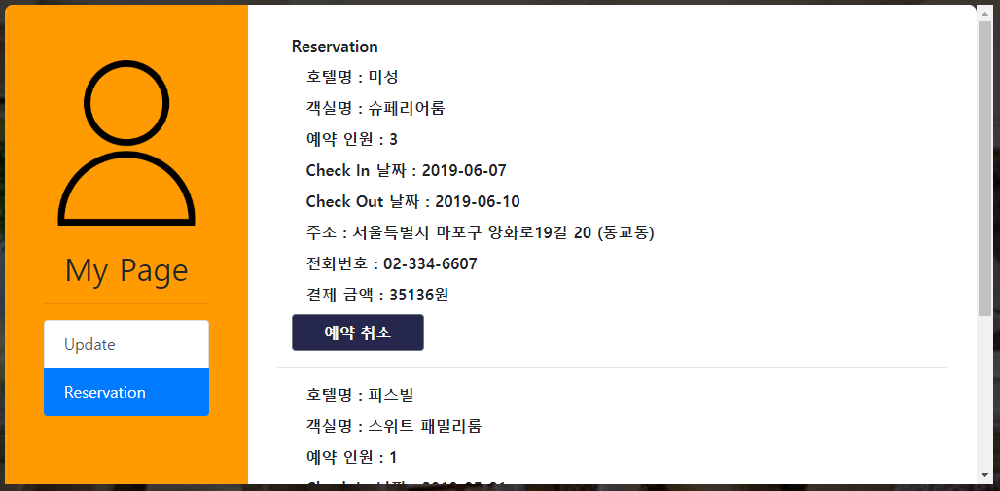 My Page
Update
Reservation
Reservation
호텔명 : 미성
객실명 : 슈페리어룸
예약 인원 : 3
Check In 날짜 : 2019-06-07
Check Out 날짜 : 2019-06-10
주소 : 서울특별시 마포구 양화로19길 20 (동교동)
전화번호 : 02-334-6607
결제 금액 : 35136원
예약 취소
호텔명 : 피스빌
객실명 : 스위트 패밀리룸
예약 인원 : 1